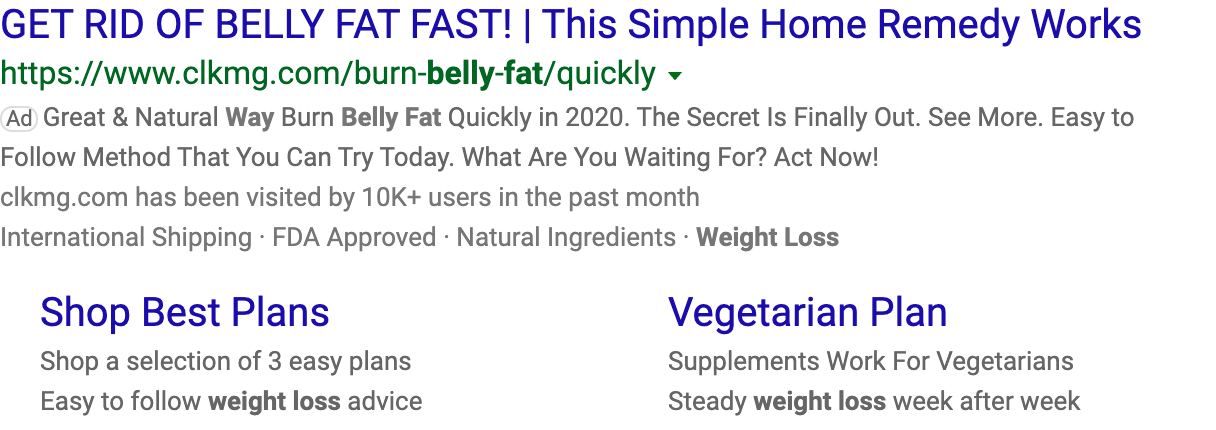 GET RID OF BELLY FAT FAST! | This Simple Home Remedy Works
https://www.clkmg.com/burn-belly-fat/quickly
Ad Great & Natural Way Burn Belly Fat Quickly in 2020. The Secret Is Finally Out. See More. Easy to
Follow Method That You Can Try Today. What Are You Waiting For? Act Now!
clkmg.com has been visited by 10K+ users in the past month
International Shipping · FDA Approved · Natural Ingredients · Weight Loss
Shop Best Plans
Shop a selection of 3 easy plans
Easy to follow weight loss advice
Vegetarian Plan
Supplements Work For Vegetarians
Steady weight loss week after week